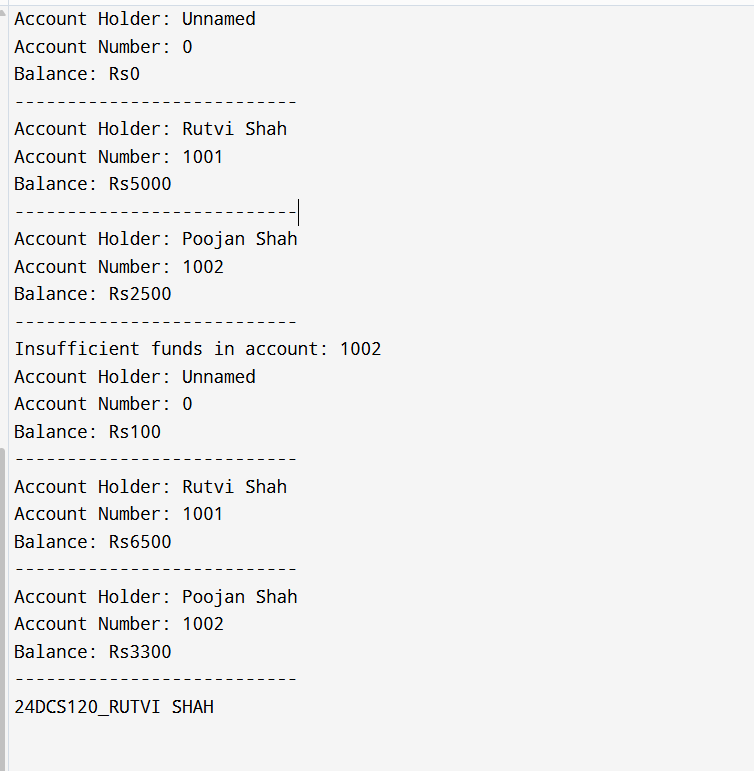 Account Holder: Unnamed
Account Number: 0
Balance: Rs0
---------------------------
Account Holder: Rutvi Shah
Account Number: 1001
Balance: Rs5000
---------------------------
Account Holder: Poojan Shah
Account Number: 1002
Balance: Rs2500
---------------------------
Insufficient funds in account: 1002
Account Holder: Unnamed
Account Number: 0
Balance: Rs100
---------------------------
Account Holder: Rutvi Shah
Account Number: 1001
Balance: Rs6500
---------------------------
Account Holder: Poojan Shah
Account Number: 1002
Balance: Rs3300
---------------------------
24DCS120_RUTVI SHAH